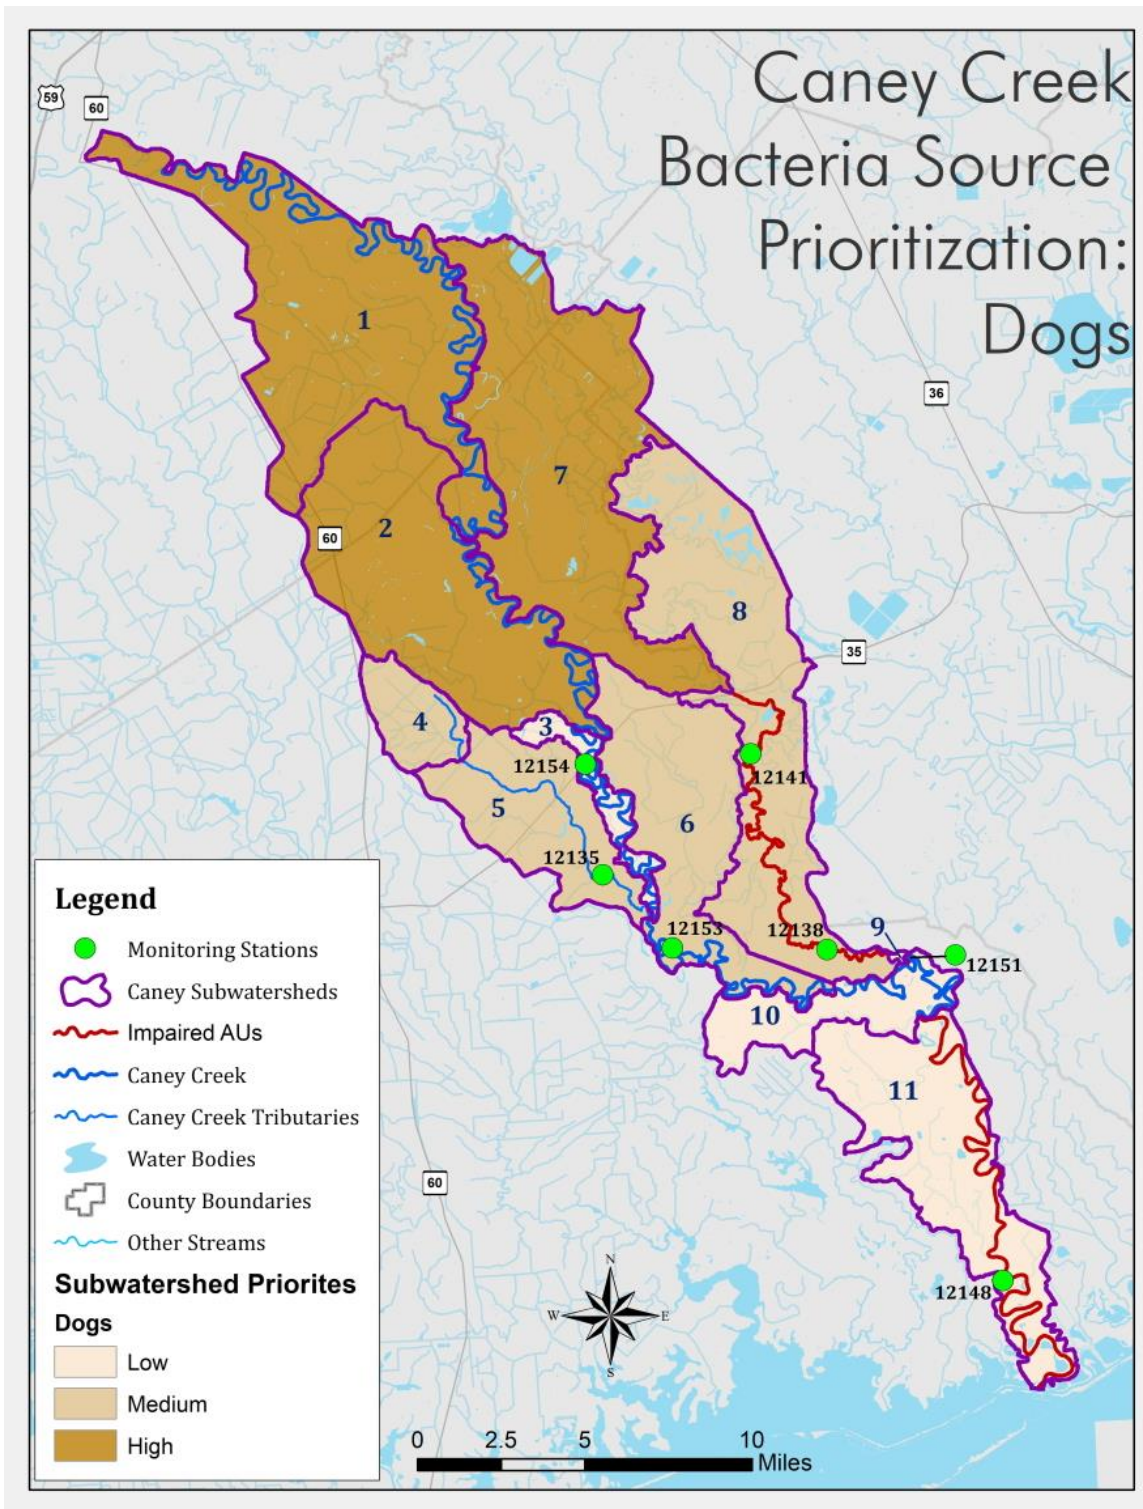 Caney Creek
Bacteria Source
Prioritization:
Dogs
59
60
36
1
7
2
60
8
35
4
3
12154
12141
5
6
12135
12153
12138
9
12151
10
11
60
12148
Legend
Monitoring Stations
Caney Subwatersheds
Impaired AUs
Caney Creek
Caney Creek Tributaries
Water Bodies
County Boundaries
Other Streams
Subwatershed Priorites
Dogs
Low
Medium
High
N
W
E
S
0 2.5 5 10
Miles